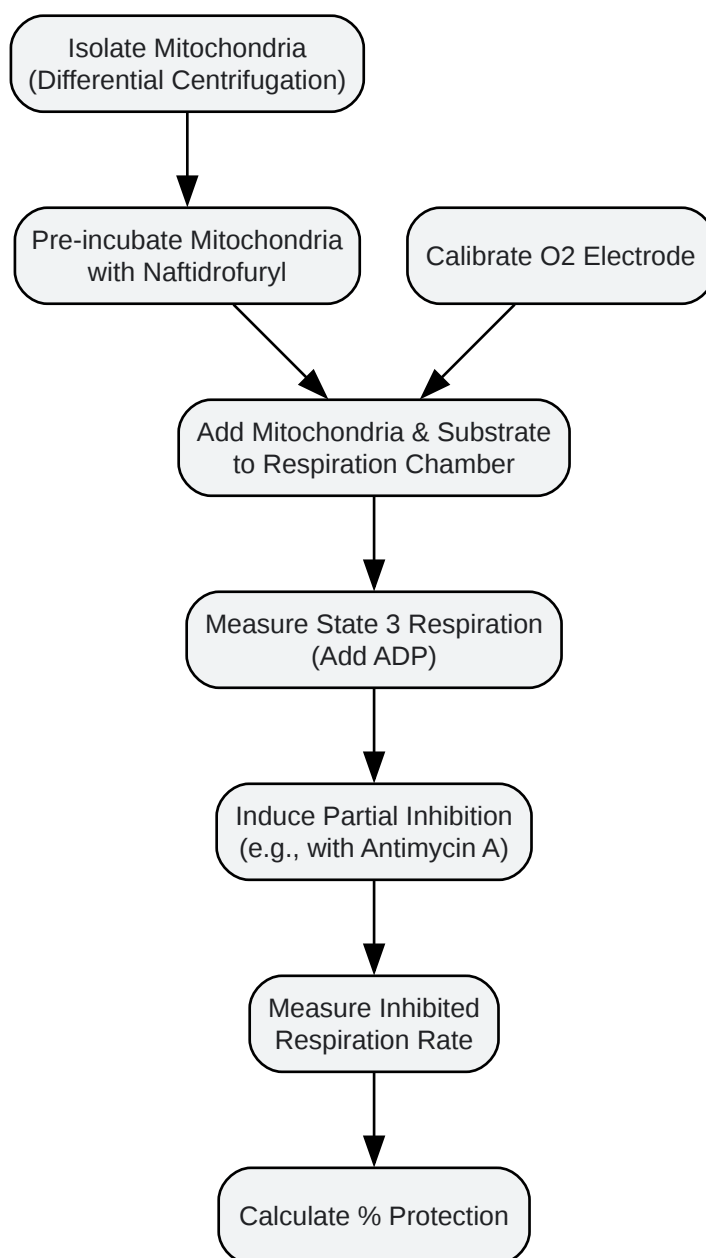 Isolate Mitochondria
(Differential Centrifugation)
Pre-incubate Mitochondria
with Naftidrofuryl
Calibrate O2 Electrode
Add Mitochondria & Substrate
to Respiration Chamber
Measure State 3 Respiration
(Add ADP)
Induce Partial Inhibition
(e.g., with Antimycin A)
Measure Inhibited
Respiration Rate
Calculate % Protection